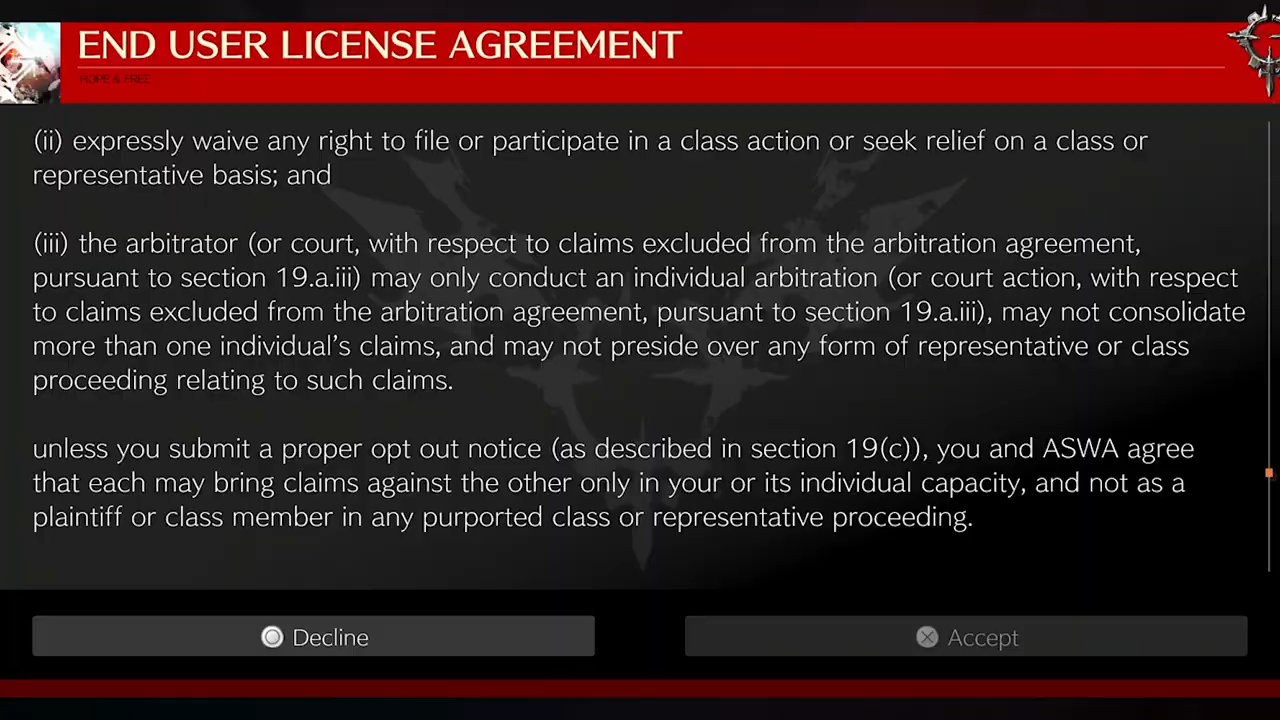 END USER LICENSE AGREEMENT
HOPE & FREE
(ii) expressly waive any right to file or participate in a class action or seek relief on a class or
representative basis; and
(iii) the arbitrator (or court, with respect to claims excluded from the arbitration agreement,
pursuant to section 19.a.iii) may only conduct an individual arbitration (or court action, with respect
to claims excluded from the arbitration agreement, pursuant to section 19.a.iii), may not consolidate
more than one individual's claims, and may not preside over any form of representative or class
proceeding relating to such claims.
unless you submit a proper opt out notice (as described in section 19(c)), you and ASWA agree
that each may bring claims against the other only in your or its individual capacity, and not as a
plaintiff or class member in any purported class or representative proceeding.
Decline
Accept